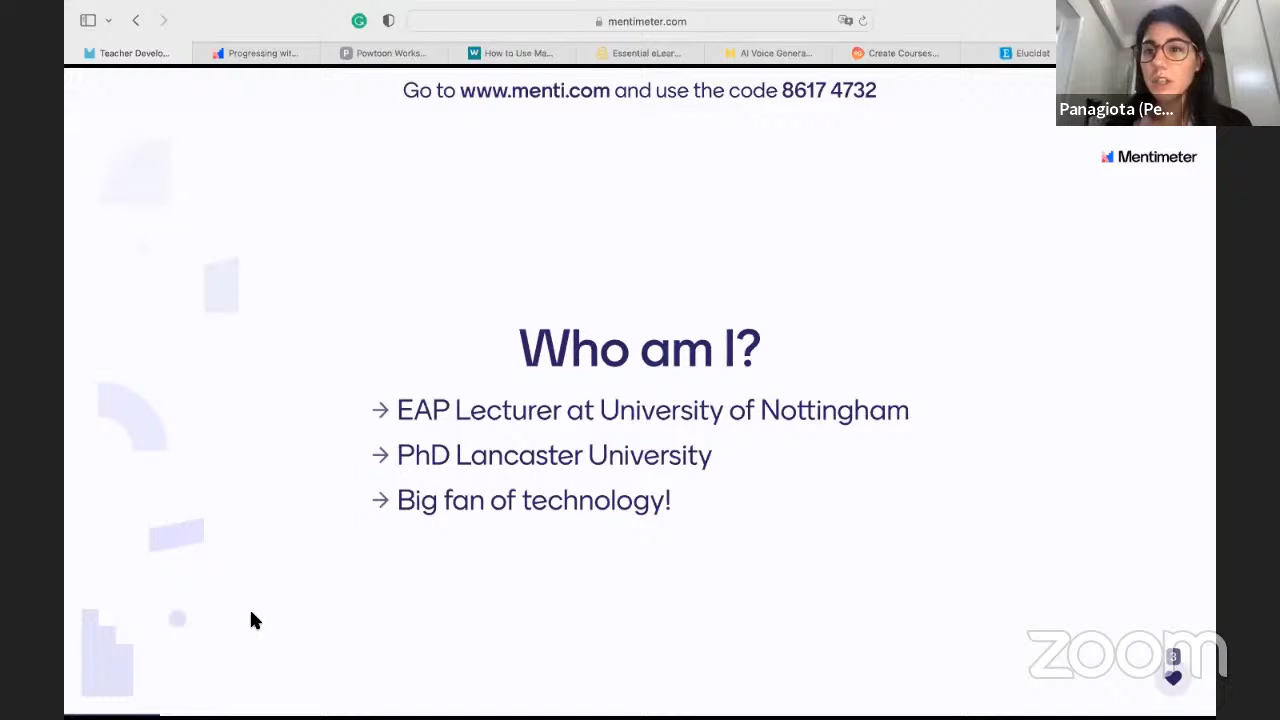 mentimeter.com
Teacher Develo...
Progressing wit...
Powtoon Works...
How to Use Ma...
Essential eLear...
AI Voice Genera...
Create Courses...
Elucidat
Go to www.menti.com and use the code 8617 4732
Panagiota (Pe...
Mentimeter
Who am I?
→ EAP Lecturer at University of Nottingham
→ PhD Lancaster University
→ Big fan of technology!
zoom
3